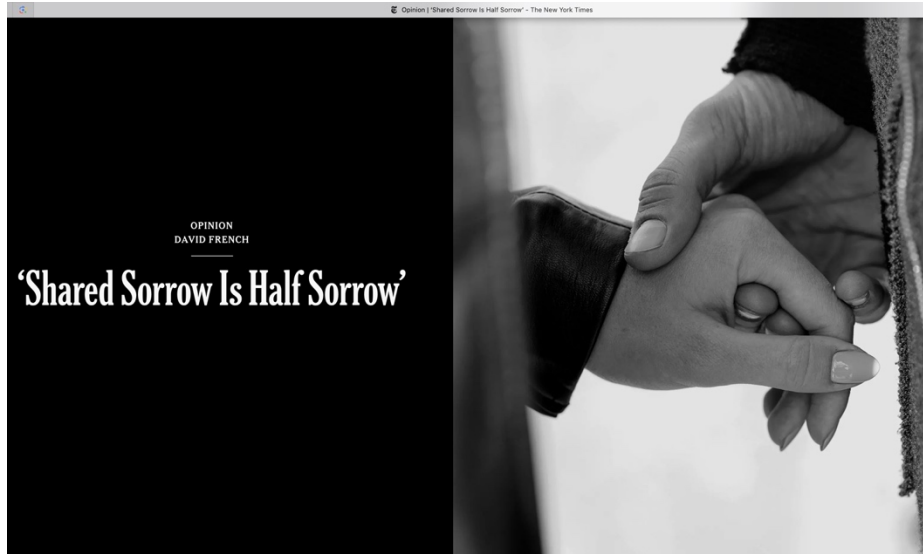 Opinion | 'Shared Sorrow Is Half Sorrow' - The New York Times
OPINION
DAVID FRENCH
‘Shared Sorrow Is Half Sorrow’